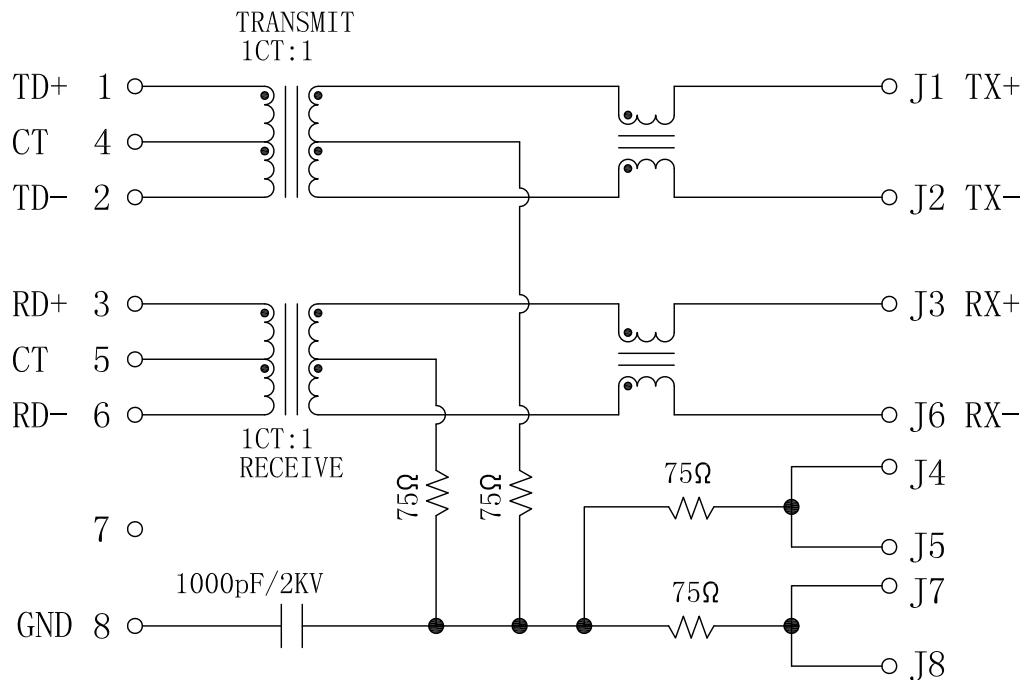 TRANSMIT
1CT:1
TD+ 1
J1 TX+
CT 4
TD- 2
J2 TX-
RD+ 3
J3 RX+
CT 5
RD- 6
J6 RX-
1CT:1
RECEIVE
75Ω
75Ω
75Ω
J4
J5
7
1000pF/2KV
75Ω
J7
GND 8
J8